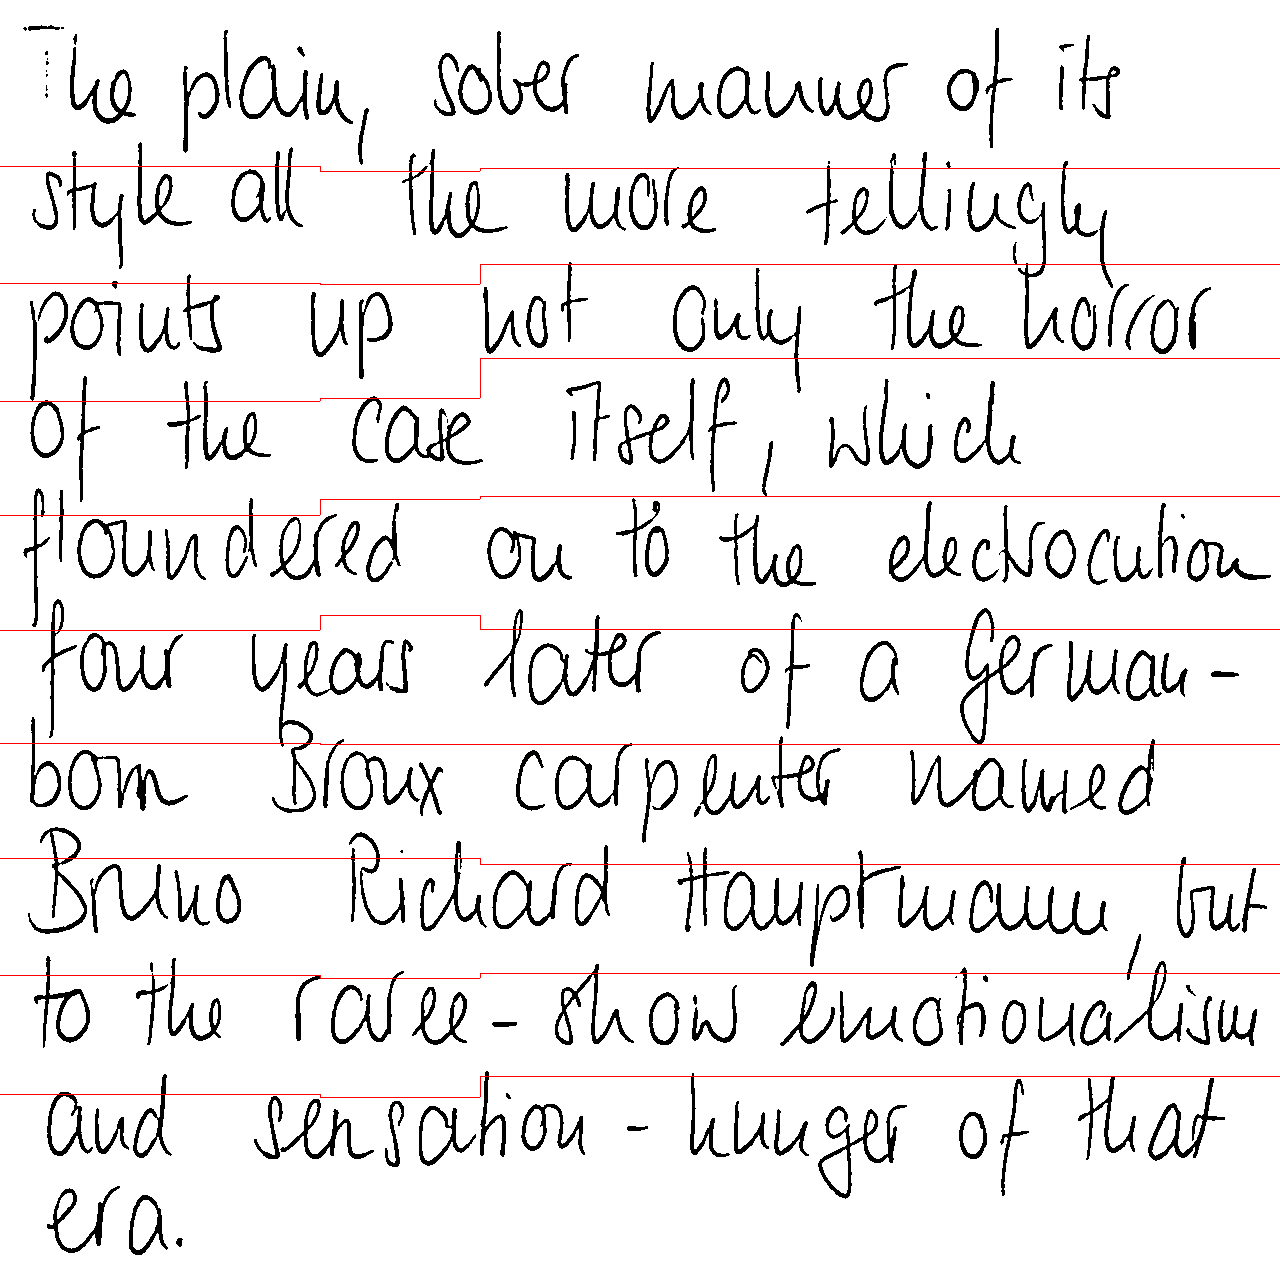 The plain, sober manner of its
style all the more tellingly
points up not only the horror
of the case itself, which
floundered on to the electrocution
four years later of a German-
born Bronx carpenter named
Bruno Richard Hauptmann, but
to the raree-show emotionalism
and sensation-hunger of that
era.